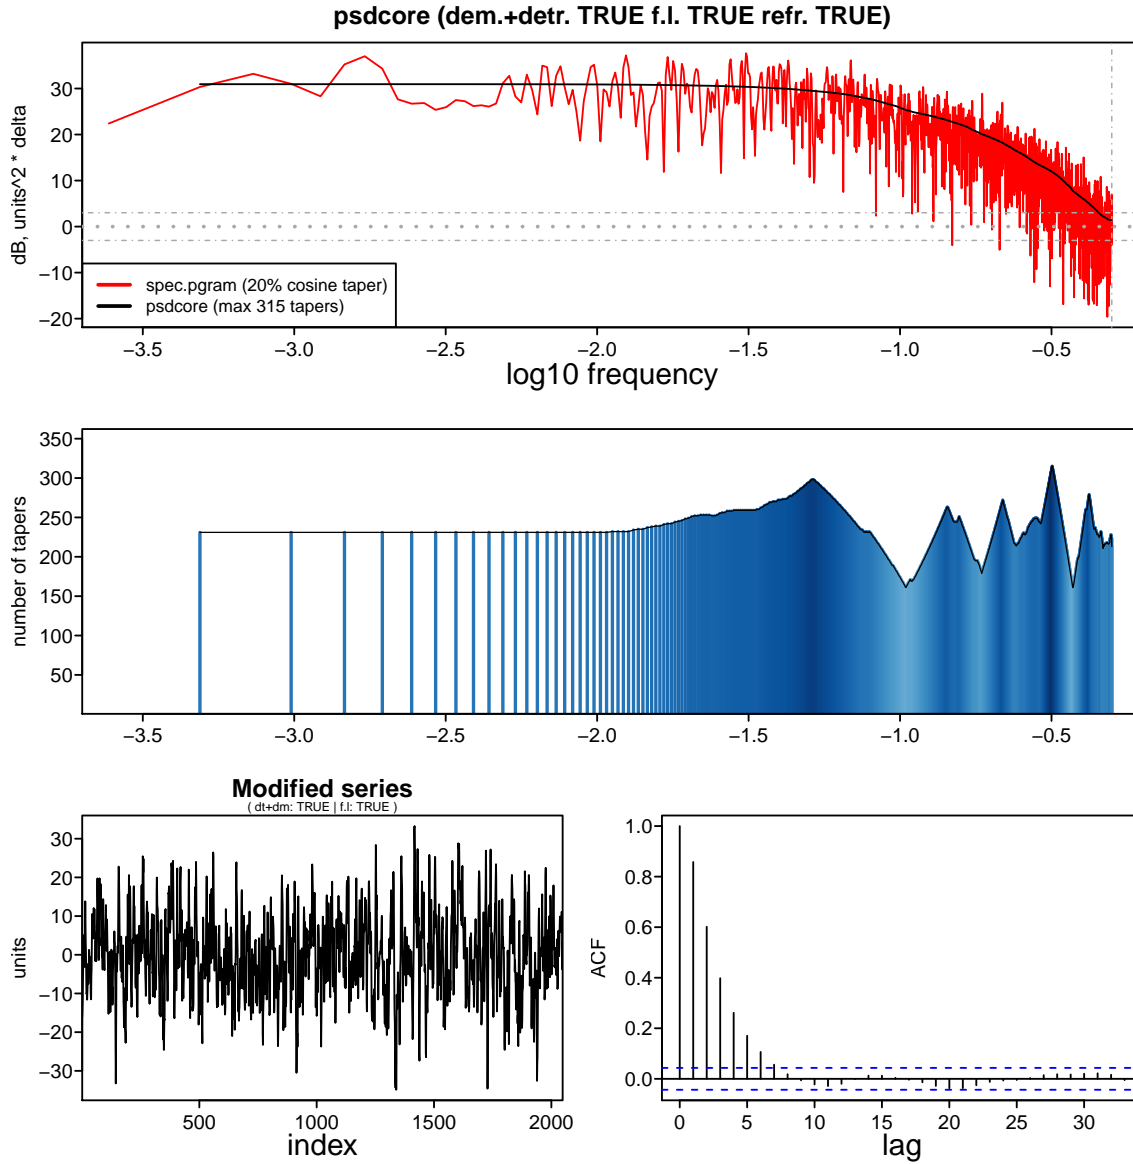 psdcore (dem.+detr. TRUE f.l. TRUE refr. TRUE)
dB, units^2 * delta
30
20
10
0
−10
−20
spec.pgram (20% cosine taper)
psdcore (max 315 tapers)
−3.5 −3.0 −2.5 −2.0 −1.5 −1.0 −0.5
log10 frequency
number of tapers
350
300
250
200
150
100
50
−3.5 −3.0 −2.5 −2.0 −1.5 −1.0 −0.5
Modified series
( dt+dm: TRUE | f.l: TRUE )
units
30
20
10
0
−10
−20
−30
500 1000 1500 2000
index
ACF
1.0
0.8
0.6
0.4
0.2
0.0
0 5 10 15 20 25 30
lag